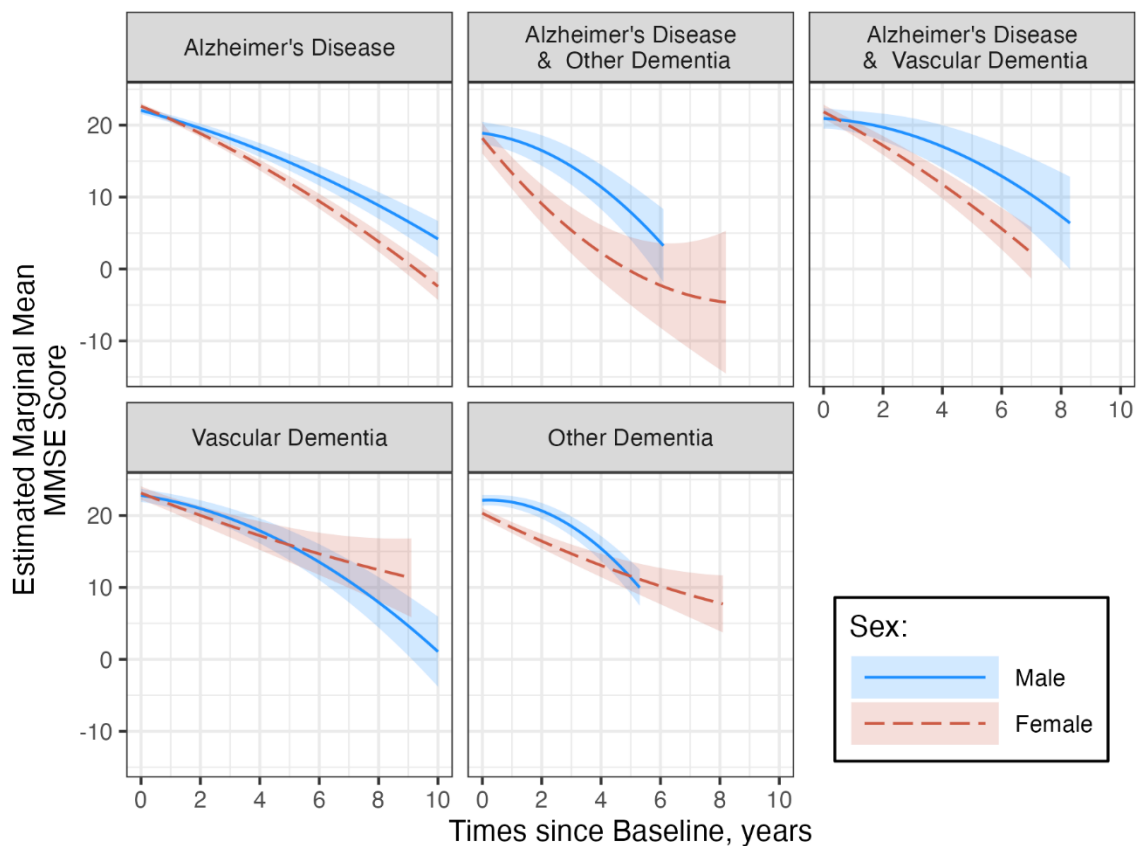 Alzheimer's Disease
Alzheimer's Disease
& Other Dementia
Alzheimer's Disease
& Vascular Dementia
20
10
0
-10
0 2 4 6 8 10
Estimated Marginal Mean
MMSE Score
Vascular Dementia
Other Dementia
20
10
0
-10
0 2 4 6 8 10
0 2 4 6 8 10
Times since Baseline, years
Sex:
Male
Female